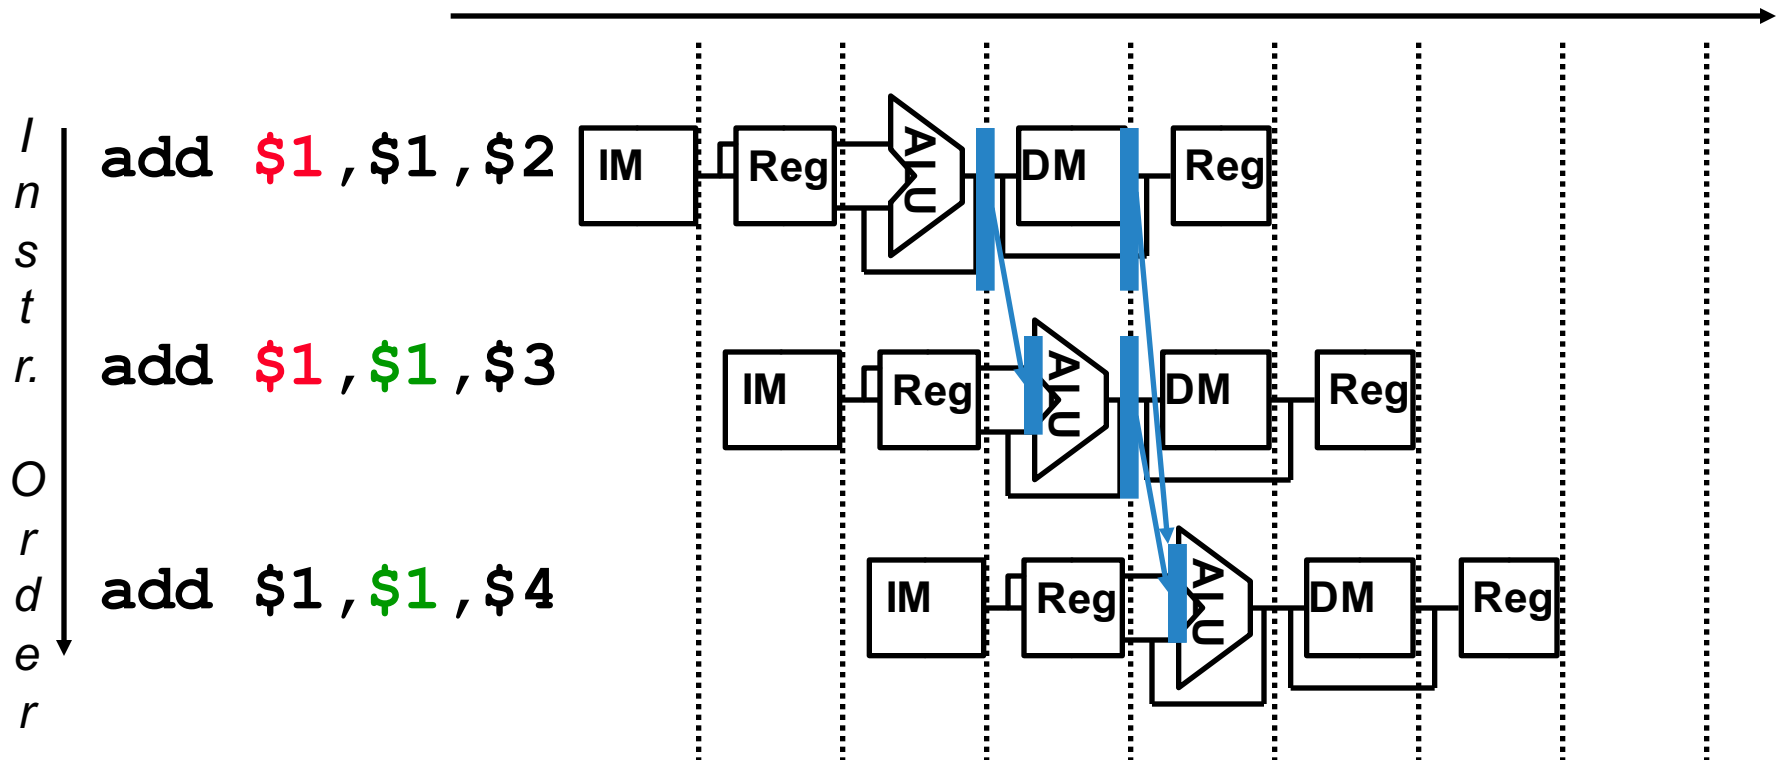 Instr. Order
add $1,$1,$2 IM Reg ALU DM Reg
add $1,$1,$3 IM Reg ALU DM Reg
add $1,$1,$4 IM Reg ALU DM Reg